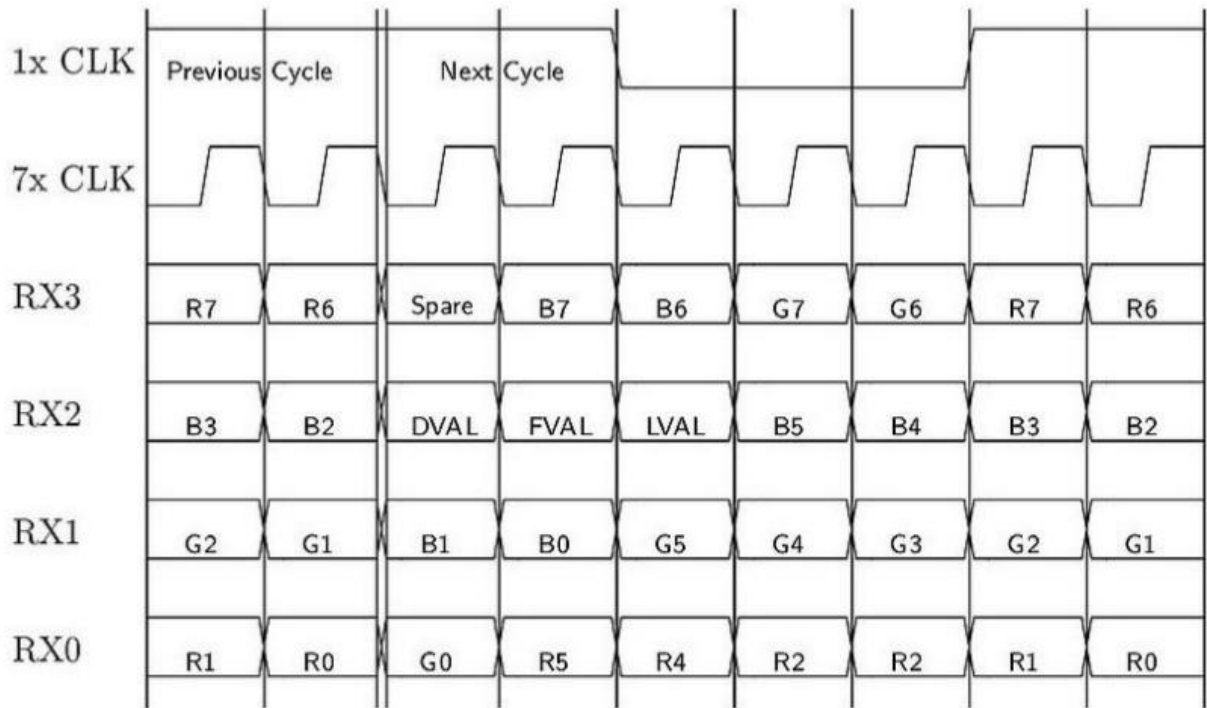 1x CLK Previous Cycle Next Cycle
7x CLK
RX3 R7 R6 Spare B7 B6 G7 G6 R7 R6
RX2 B3 B2 DVAL FVAL LVAL B5 B4 B3 B2
RX1 G2 G1 B1 B0 G5 G4 G3 G2 G1
RX0 R1 R0 G0 R5 R4 R2 R2 R1 R0